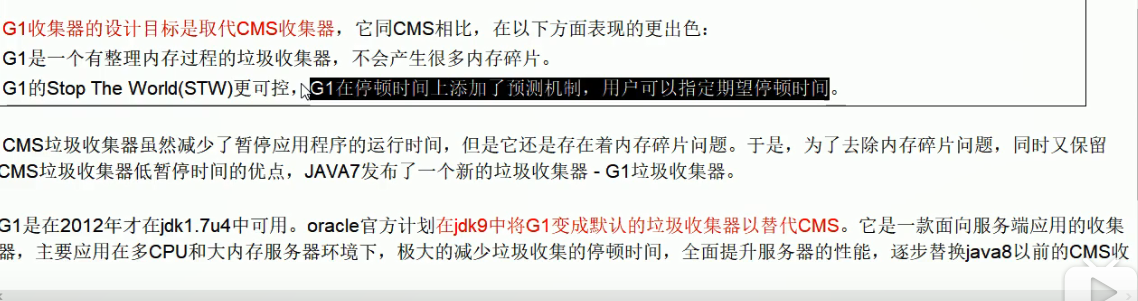 G1收集器的设计目标是取代CMS收集器，它同CMS相比，在以下方面表现的更出色：
G1是一个有整理内存过程的垃圾收集器，不会产生很多内存碎片。
G1的Stop The World(STW)更可控，G1在停顿时间上添加了预测机制，用户可以指定期望停顿时间。
CMS垃圾收集器虽然减少了暂停应用程序的运行时间，但是它还是存在着内存碎片问题。于是，为了去除内存碎片问题，同时又保留
CMS垃圾收集器低暂停时间的优点，JAVA7发布了一个新的垃圾收集器 - G1垃圾收集器。
G1是在2012年才在jdk1.7u4中可用。oracle官方计划在jdk9中将G1变成默认的垃圾收集器以替代CMS。它是一款面向服务端应用的收集
器，主要应用在多CPU和大内存服务器环境下，极大的减少垃圾收集的停顿时间，全面提升服务器的性能，逐步替换java8以前的CMS收